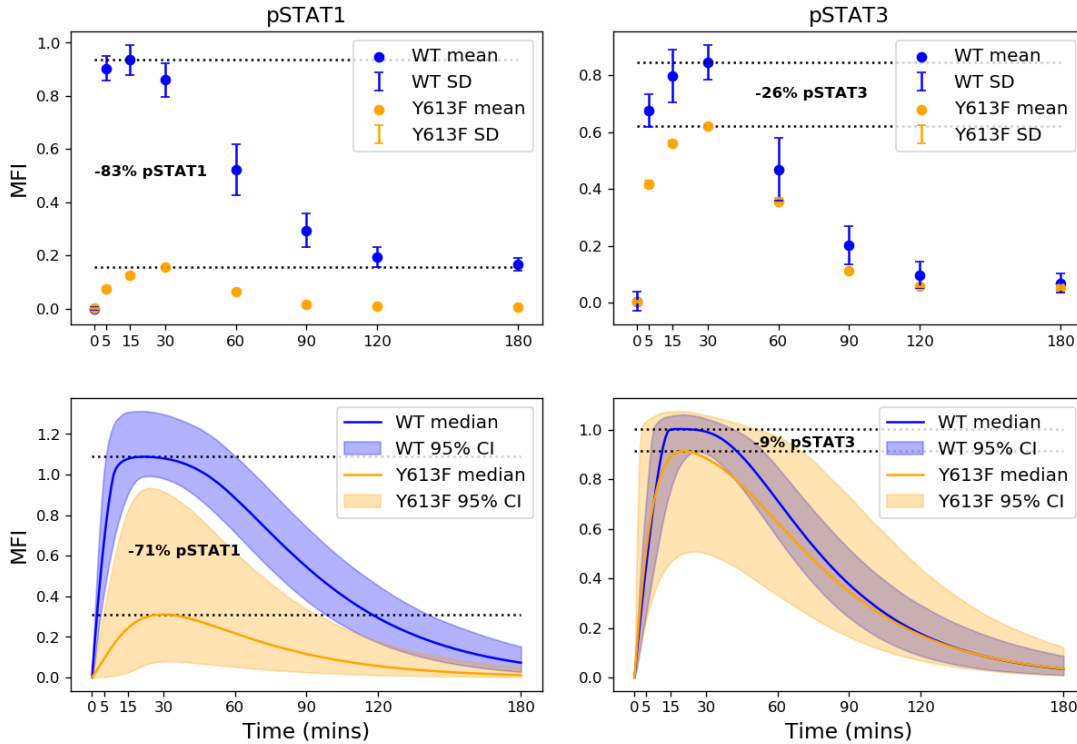 pSTAT1
MFI
1.0
0.8
0.6
0.4
0.2
0.0
WT mean
WT SD
Y613F mean
Y613F SD
-83% pSTAT1
0 5 15 30 60 90 120 180
pSTAT3
0.8
0.6
0.4
0.2
0.0
WT mean
WT SD
Y613F mean
Y613F SD
-26% pSTAT3
0 5 15 30 60 90 120 180
MFI
1.2
1.0
0.8
0.6
0.4
0.2
0.0
WT median
WT 95% CI
Y613F median
Y613F 95% CI
-71% pSTAT1
0 5 15 30 60 90 120 180
Time (mins)
1.0
0.8
0.6
0.4
0.2
0.0
WT median
WT 95% CI
Y613F median
Y613F 95% CI
-9% pSTAT3
0 5 15 30 60 90 120 180
Time (mins)